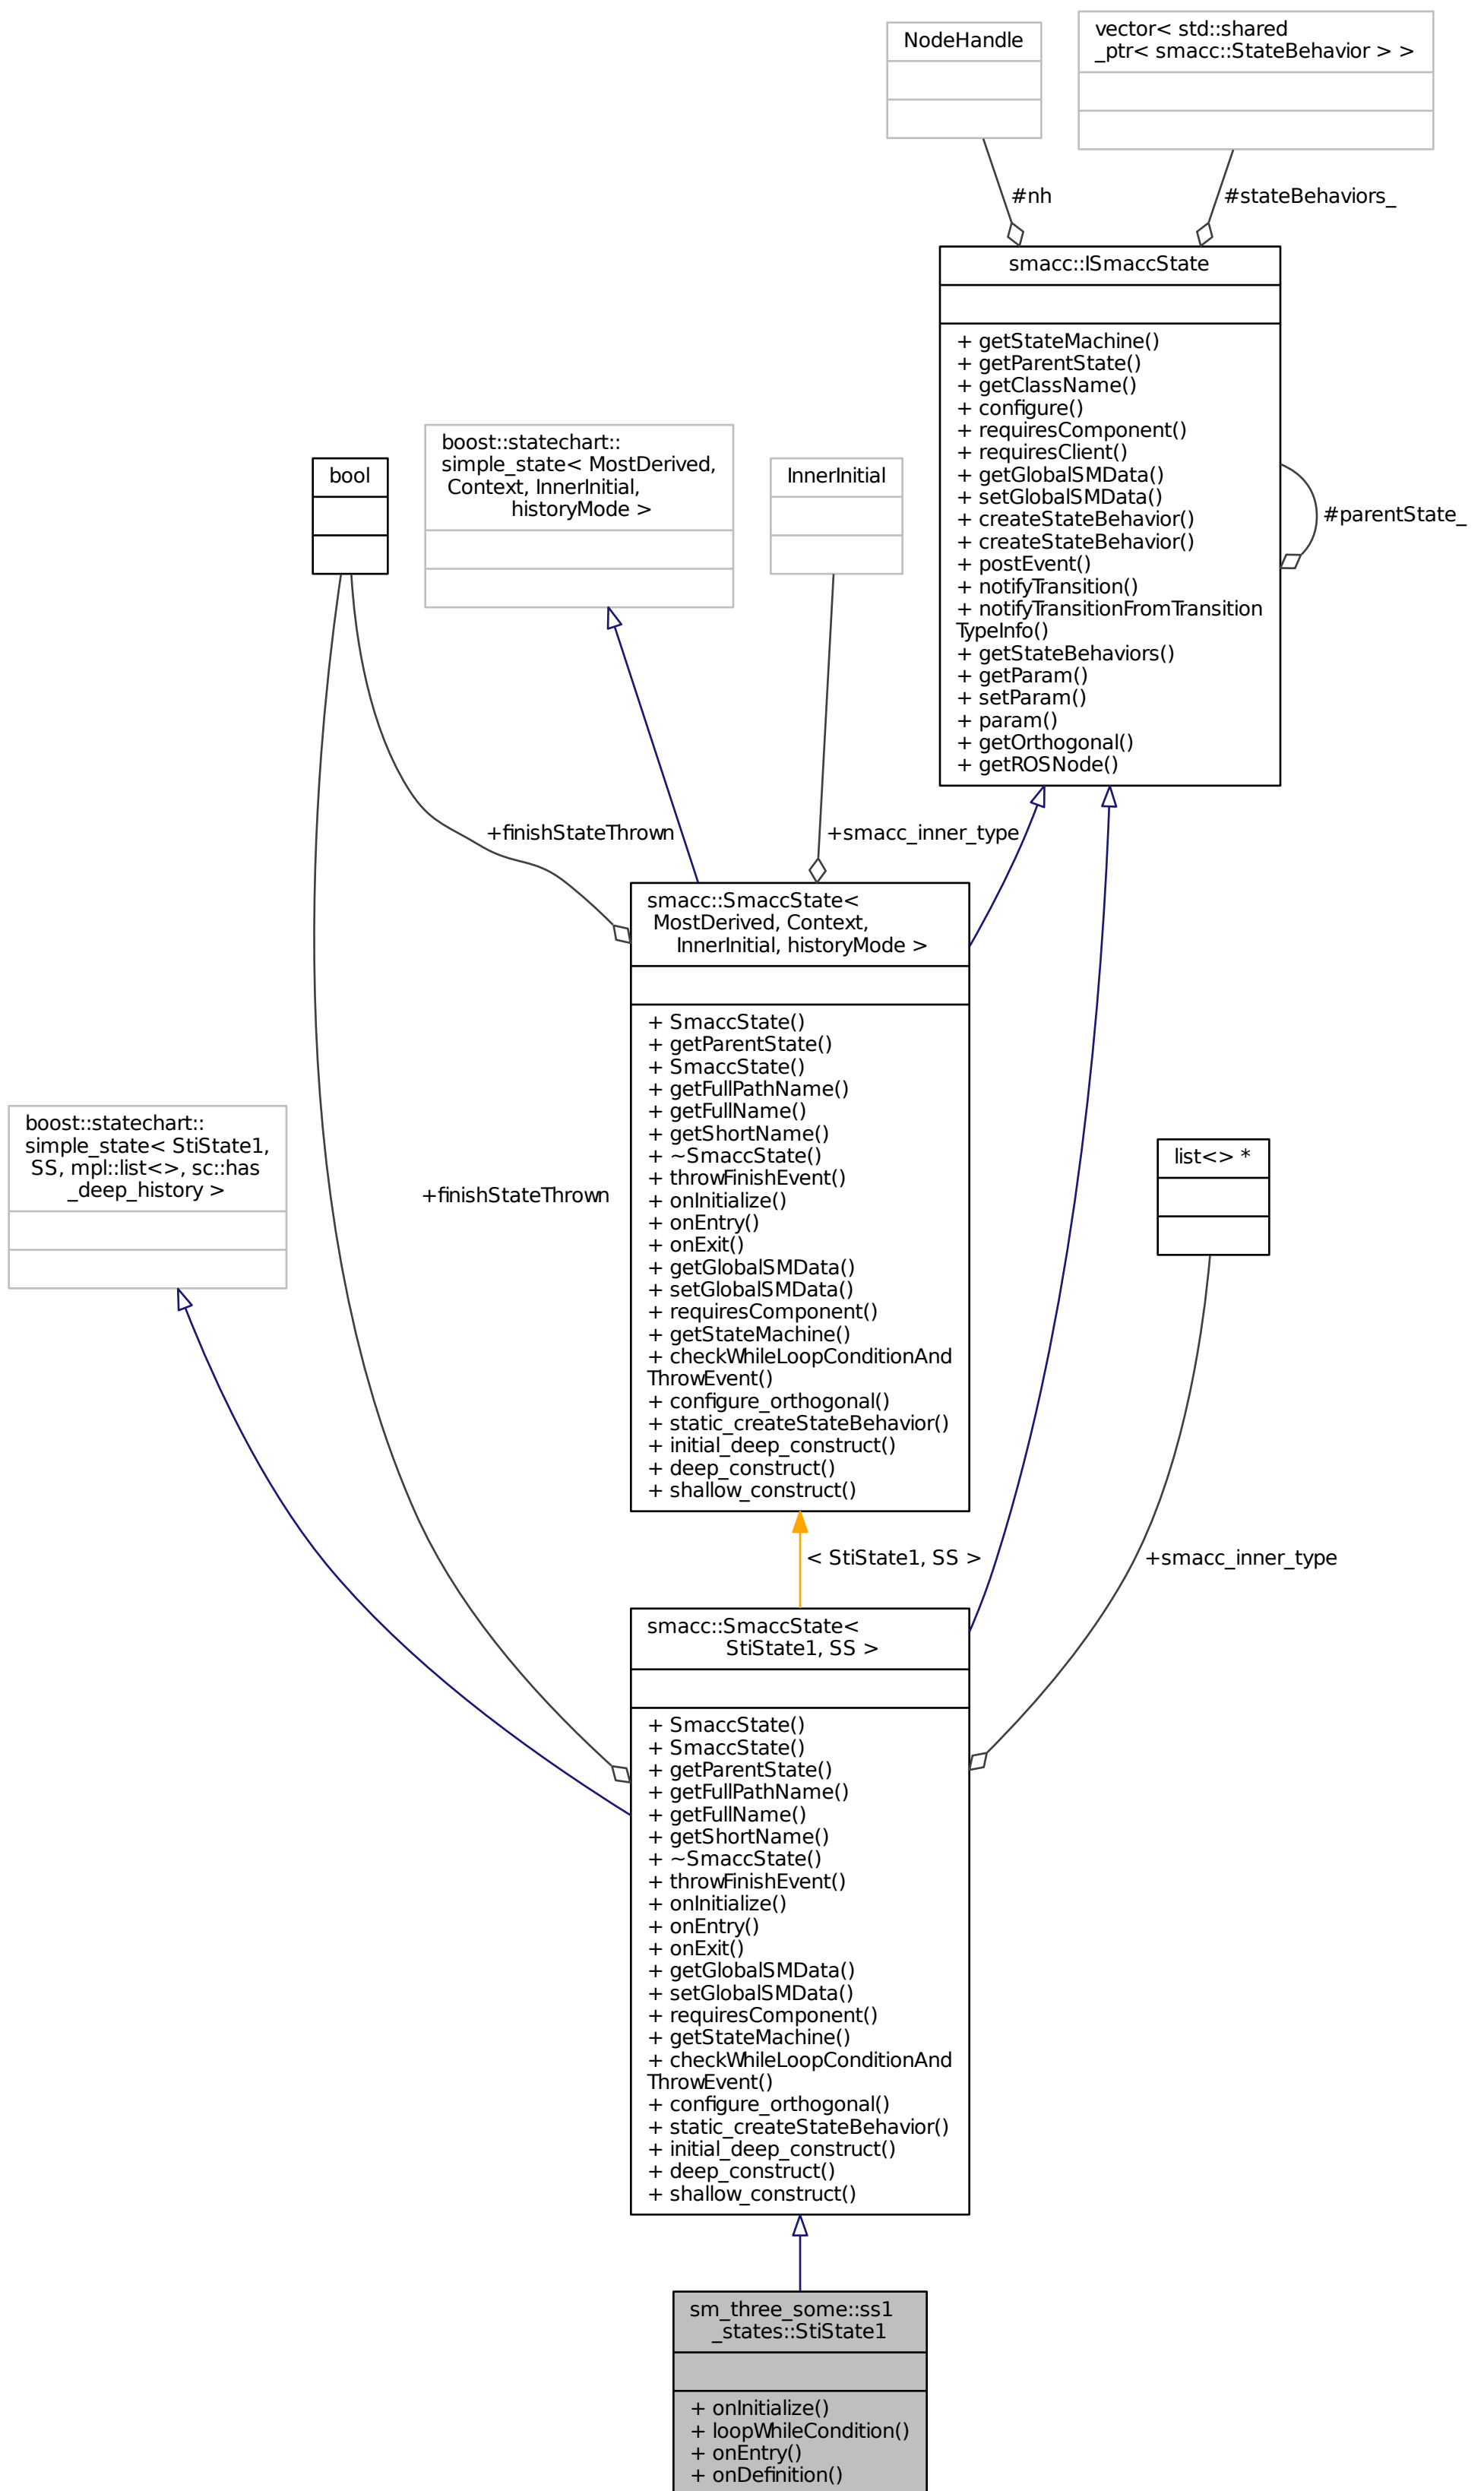 NodeHandle
vector< std::shared
_ptr< smacc::StateBehavior > >
#nh
#stateBehaviors_
smacc::ISmaccState
+ getStateMachine()
+ getParentState()
+ getClassName()
+ configure()
+ requiresComponent()
+ requiresClient()
+ getGlobalSMData()
+ setGlobalSMData()
+ createStateBehavior()
+ createStateBehavior()
+ postEvent()
+ notifyTransition()
+ notifyTransitionFromTransition
TypeInfo()
+ getStateBehaviors()
+ getParam()
+ setParam()
+ param()
+ getOrthogonal()
+ getROSNode()
#parentState_
bool
boost::statechart::
simple_state< MostDerived,
Context, InnerInitial,
historyMode >
InnerInitial
+finishStateThrown
+smacc_inner_type
smacc::SmaccState<
MostDerived, Context,
InnerInitial, historyMode >
+ SmaccState()
+ getParentState()
+ SmaccState()
+ getFullPathName()
+ getFullName()
+ getShortName()
+ ~SmaccState()
+ throwFinishEvent()
+ onInitialize()
+ onEntry()
+ onExit()
+ getGlobalSMData()
+ setGlobalSMData()
+ requiresComponent()
+ getStateMachine()
+ checkWhileLoopConditionAnd
ThrowEvent()
+ configure_orthogonal()
+ static_createStateBehavior()
+ initial_deep_construct()
+ deep_construct()
+ shallow_construct()
boost::statechart::
simple_state< StiState1,
SS, mpl::list<>, sc::has
_deep_history >
+finishStateThrown
list<> *
< StiState1, SS >
+smacc_inner_type
smacc::SmaccState<
StiState1, SS >
+ SmaccState()
+ SmaccState()
+ getParentState()
+ getFullPathName()
+ getFullName()
+ getShortName()
+ ~SmaccState()
+ throwFinishEvent()
+ onInitialize()
+ onEntry()
+ onExit()
+ getGlobalSMData()
+ setGlobalSMData()
+ requiresComponent()
+ getStateMachine()
+ checkWhileLoopConditionAnd
ThrowEvent()
+ configure_orthogonal()
+ static_createStateBehavior()
+ initial_deep_construct()
+ deep_construct()
+ shallow_construct()
sm_three_some::ss1
_states::StiState1
+ onInitialize()
+ loopWhileCondition()
+ onEntry()
+ onDefinition()